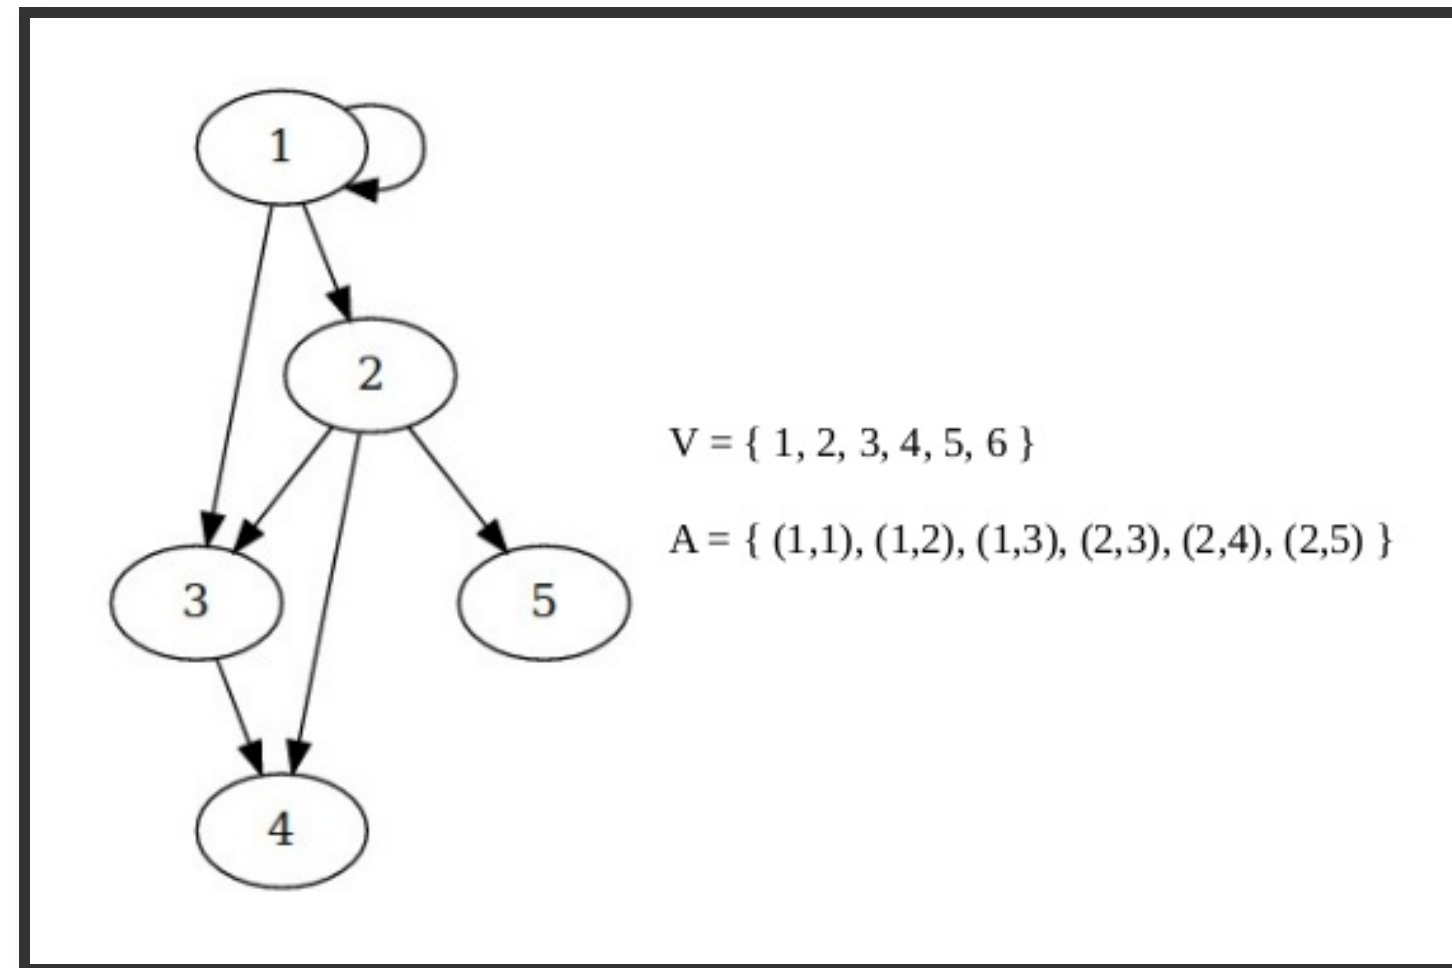 1
2
V = { 1, 2, 3, 4, 5, 6 }
A = { (1,1), (1,2), (1,3), (2,3), (2,4), (2,5) }
3
5
4